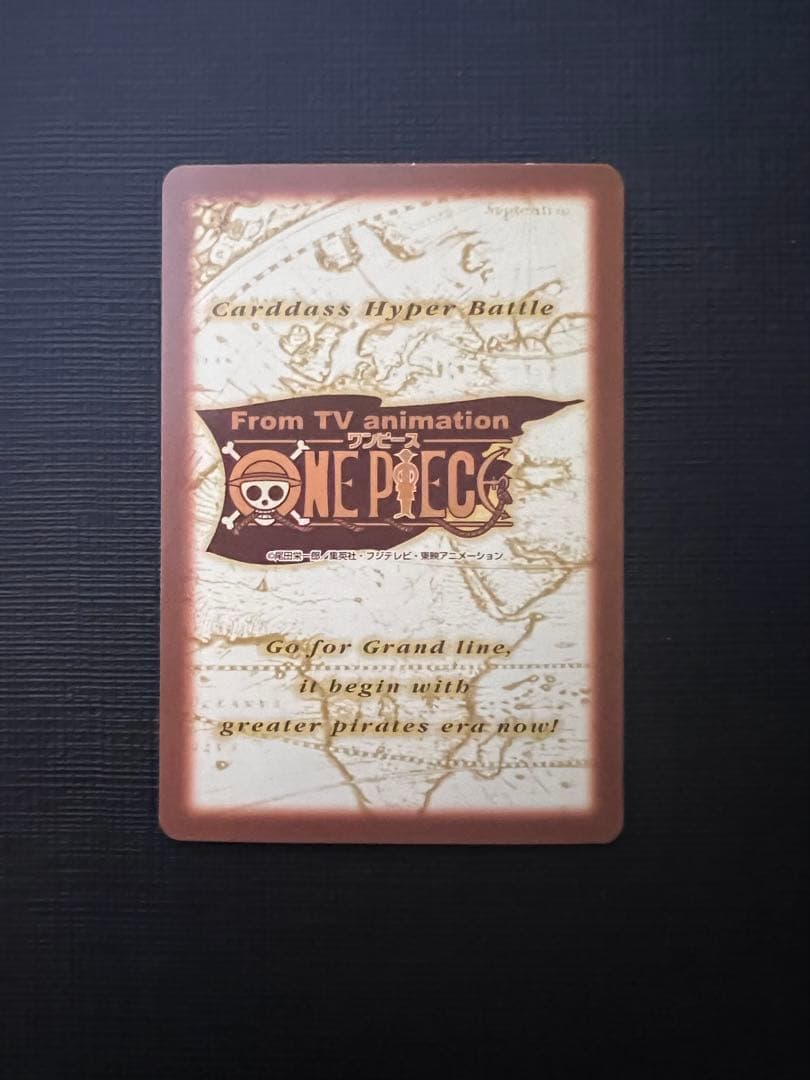 Carddass Hyper Battle
From TV animation
ワンピース
ONE PIECE
©尾田栄一郎/集英社・フジテレビ・東映アニメーション
Go for Grand line,
it begin with
greater pirates era now!